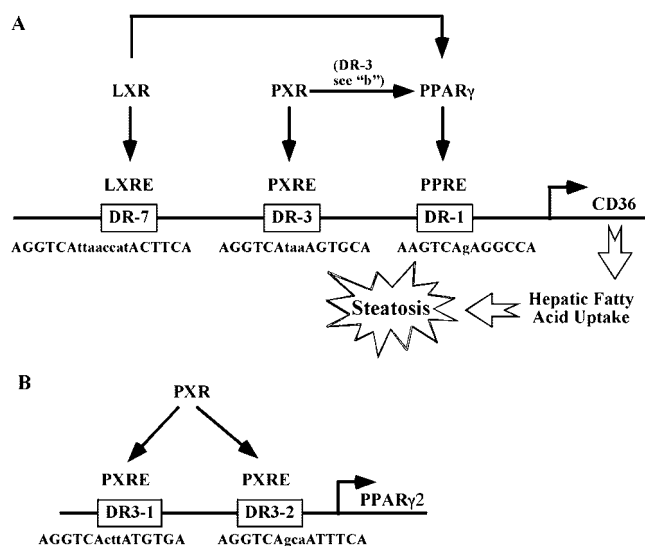 A
(DR-3
see “b”)
LXR PXR PPARγ
LXRE PXRE PPRE
CD36
DR-7 DR-3 DR-1
AGGTCAttaaccatACTTCA AGGTCAtaaAGTGCA AAGTCAgAGGCCA
Steatosis
Hepatic Fatty
Acid Uptake
B
PXR
PXRE PXRE
PPARγ2
DR3-1 DR3-2
AGGTCActtATGTGA AGGTCAgcaATTTCA